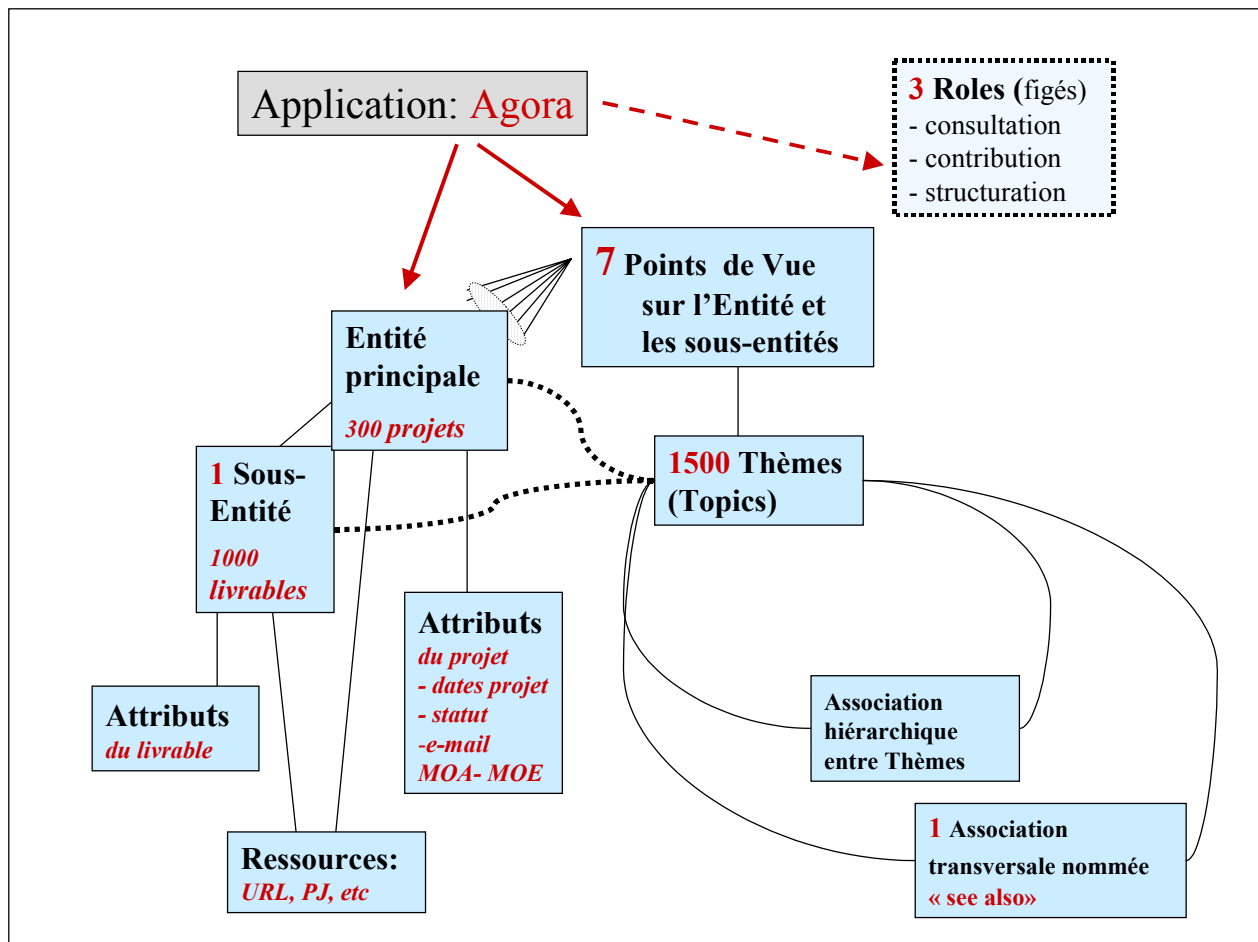 Application: Agora
3 Roles (figés)
- consultation
- contribution
- structuration
7 Points de Vue
sur l’Entité et
les sous-entités
Entité
principale
300 projets
1 Sous-
Entité
1000
livrables
1500 Thèmes
(Topics)
Attributs
du projet
- dates projet
- statut
-e-mail
MOA- MOE
Attributs
du livrable
Association
hiérarchique
entre Thèmes
1 Association
transversale nommée
« see also»
Ressources:
URL, PJ, etc